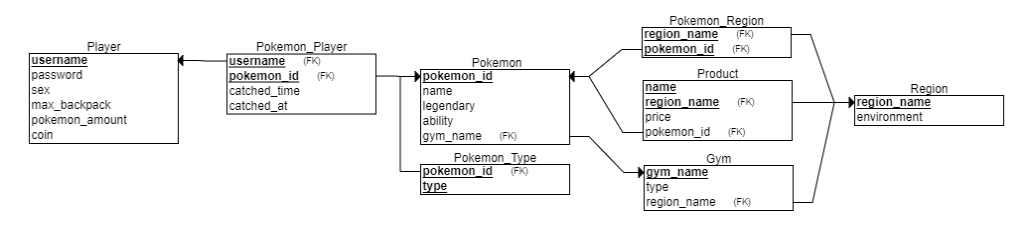 Player
username
password
sex
max_backpack
pokemon_amount
coin
Pokemon_Player
username (FK)
pokemon_id (FK)
catched_time
catched_at
Pokemon
pokemon_id
name
legendary
ability
gym_name (FK)
Pokemon_Type
pokemon_id (FK)
type
Pokemon_Region
region_name (FK)
pokemon_id (FK)
Product
name
region_name (FK)
price
pokemon_id (FK)
Gym
gym_name
type
region_name (FK)
Region
region_name
environment